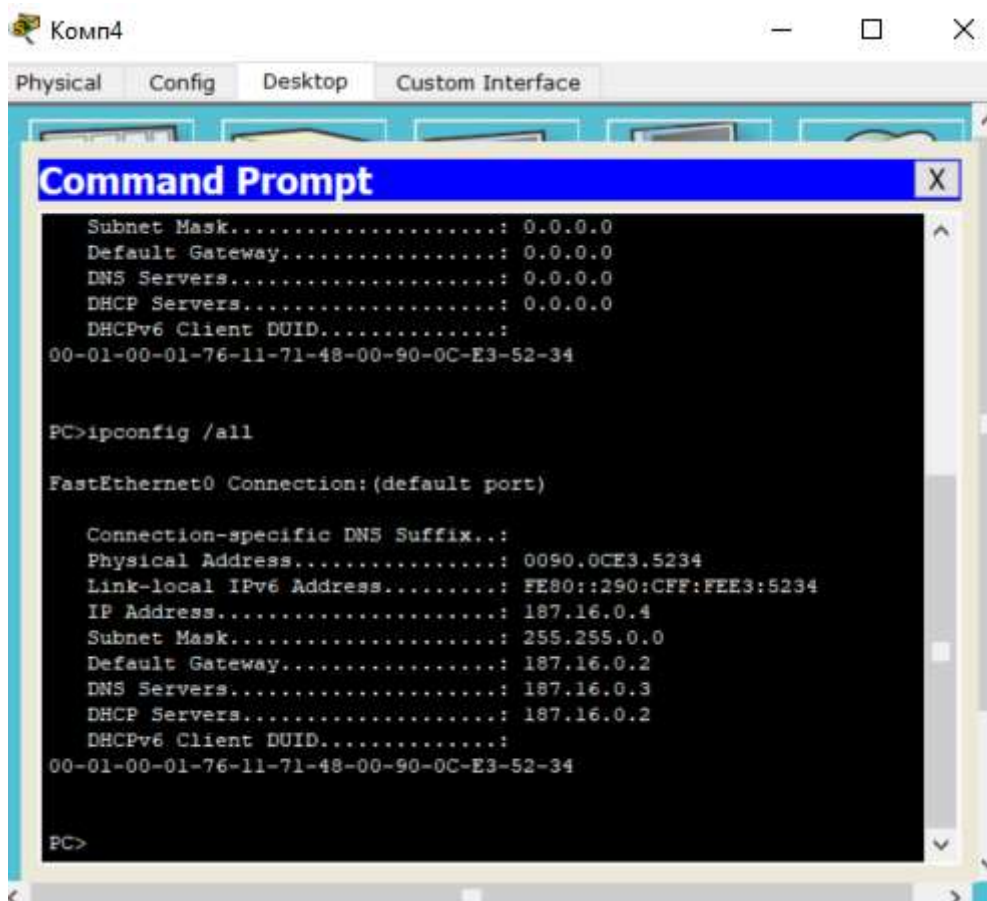 Комп4
Physical Config Desktop Custom Interface
Command Prompt X
Subnet Mask.....................: 0.0.0.0
Default Gateway.................: 0.0.0.0
DNS Servers.....................: 0.0.0.0
DHCP Servers....................: 0.0.0.0
DHCPv6 Client DUID..............:
00-01-00-01-76-11-71-48-00-90-0C-E3-52-34
PC>ipconfig /all
FastEthernet0 Connection:(default port)
Connection-specific DNS Suffix..:
Physical Address................: 0090.0CE3.5234
Link-local IPv6 Address.........: FE80::290:CFF:FEE3:5234
IP Address......................: 187.16.0.4
Subnet Mask.....................: 255.255.0.0
Default Gateway.................: 187.16.0.2
DNS Servers.....................: 187.16.0.3
DHCP Servers....................: 187.16.0.2
DHCPv6 Client DUID..............:
00-01-00-01-76-11-71-48-00-90-0C-E3-52-34
PC>